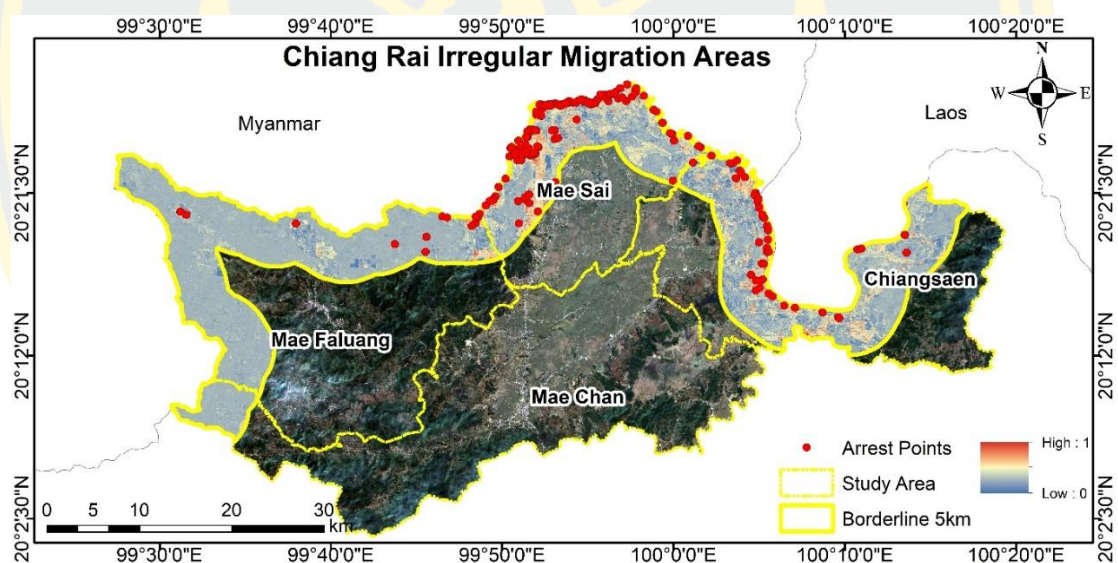 99°30'0"E 99°40'0"E 99°50'0"E 100°0'0"E 100°10'0"E 100°20'0"E
Chiang Rai Irregular Migration Areas
N
W E
S
Myanmar
Laos
20°21'30"N
20°21'30"N
Mae Sai
Chiangsaen
Mae Faluang
20°12'0"N
20°12'0"N
Mae Chan
Arrest Points
High : 1
Study Area
Low : 0
Borderline 5km
0 5 10 20 30
km
20°2'30"N
20°2'30"N
99°30'0"E 99°40'0"E 99°50'0"E 100°0'0"E 100°10'0"E 100°20'0"E